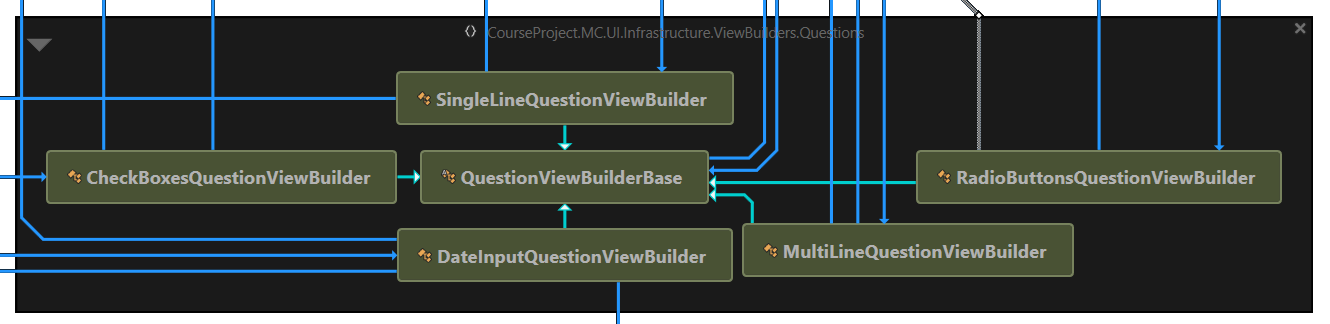 CourseProject.MC.UI.Infrastructure.ViewBuilders.Questions
SingleLineQuestionViewBuilder
CheckBoxesQuestionViewBuilder
QuestionViewBuilderBase
RadioButtonsQuestionViewBuilder
DateInputQuestionViewBuilder
MultiLineQuestionViewBuilder